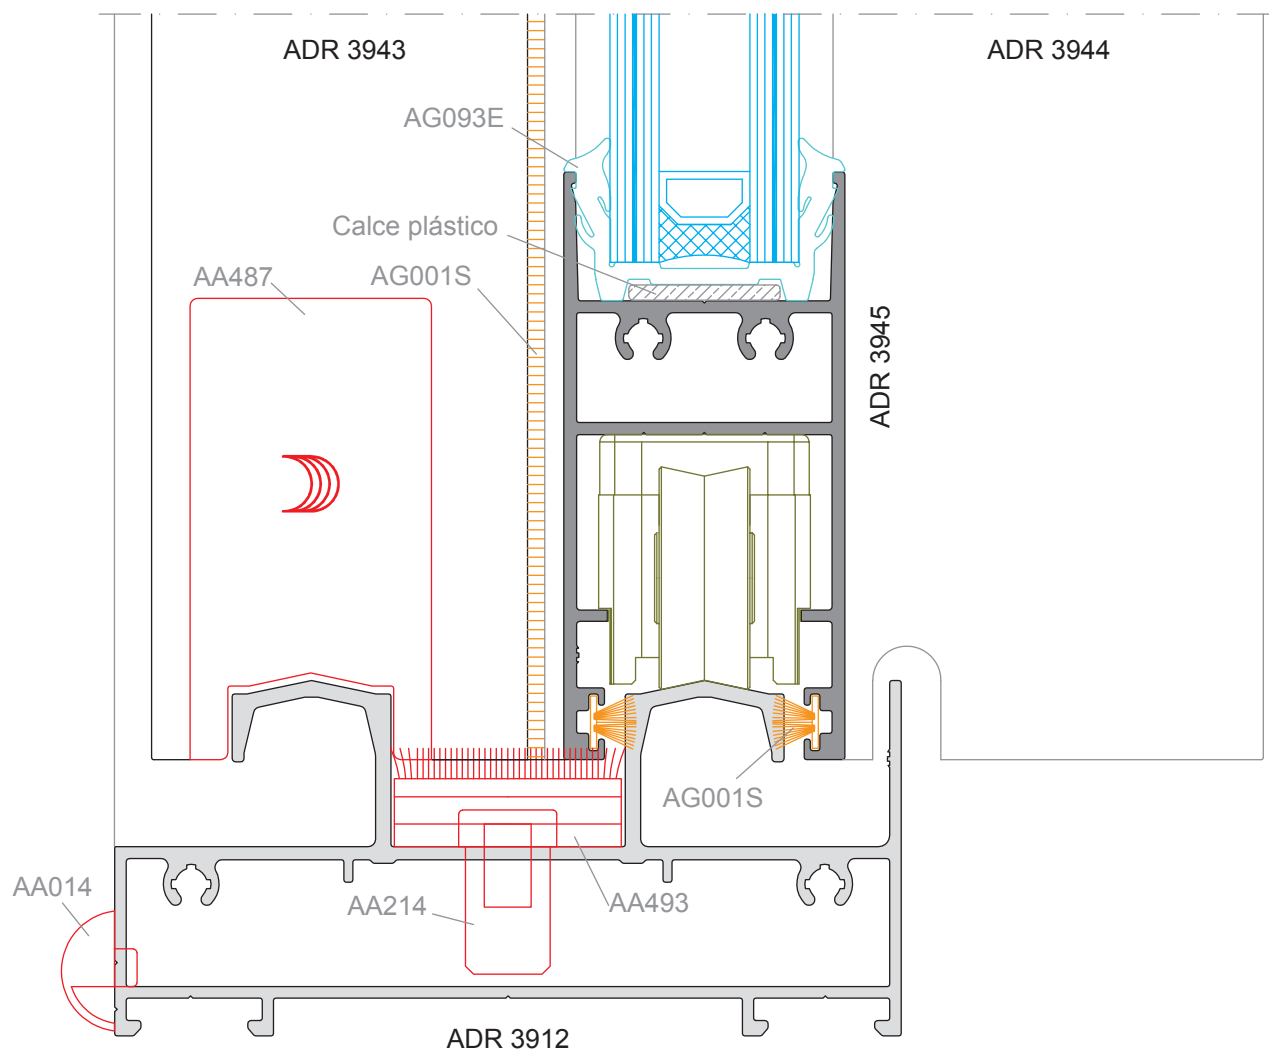 ADR 3943
ADR 3944
AG093E
Calce plástico
AA487
AG001S
ADR 3945
AG001S
AA014
AA214
AA493
ADR 3912